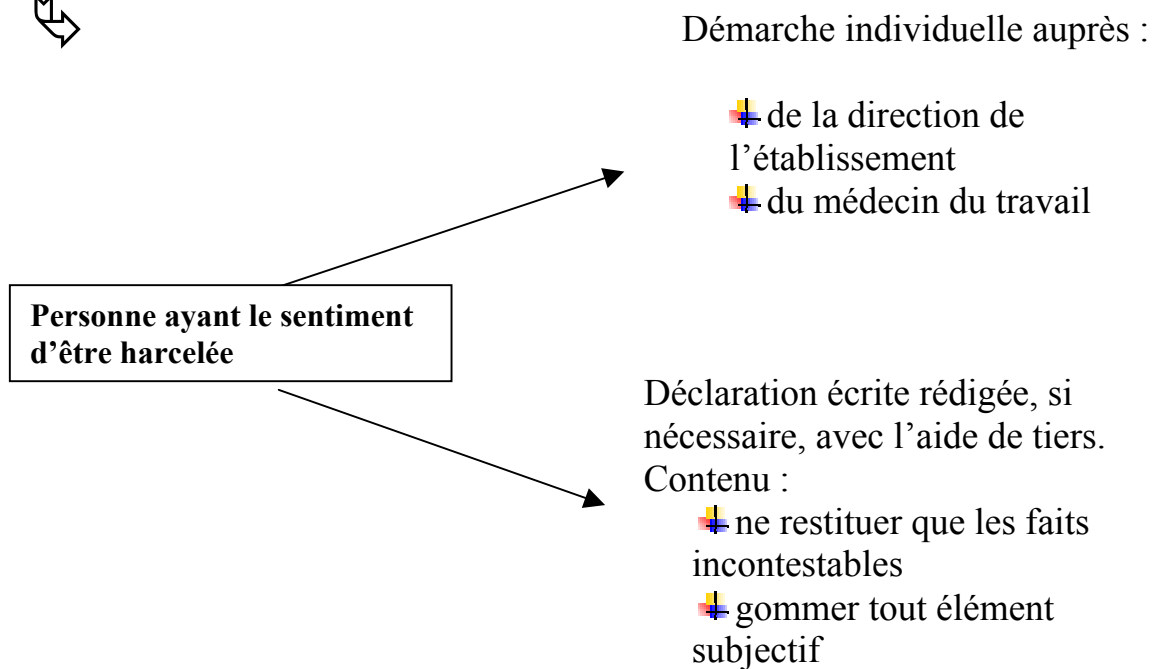 Démarche individuelle auprès :
de la direction de
l’établissement
du médecin du travail
Personne ayant le sentiment
d’être harcelée
Déclaration écrite rédigée, si
nécessaire, avec l’aide de tiers.
Contenu :
ne restituer que les faits
incontestables
gommer tout élément
subjectif